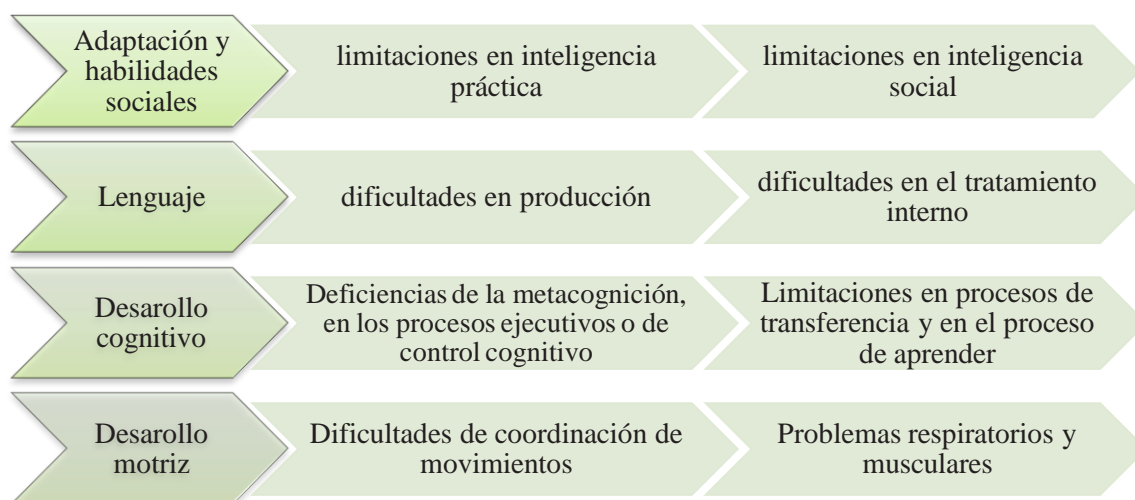 Adaptación y
habilidades
sociales
limitaciones en inteligencia
práctica
limitaciones en inteligencia
social
Lenguaje
dificultades en producción
dificultades en el tratamiento
interno
Desarollo
cognitivo
Deficiencias de la metacognición,
en los procesos ejecutivos o de
control cognitivo
Limitaciones en procesos de
transferencia y en el proceso
de aprender
Desarollo
motriz
Dificultades de coordinación de
movimientos
Problemas respiratorios y
musculares